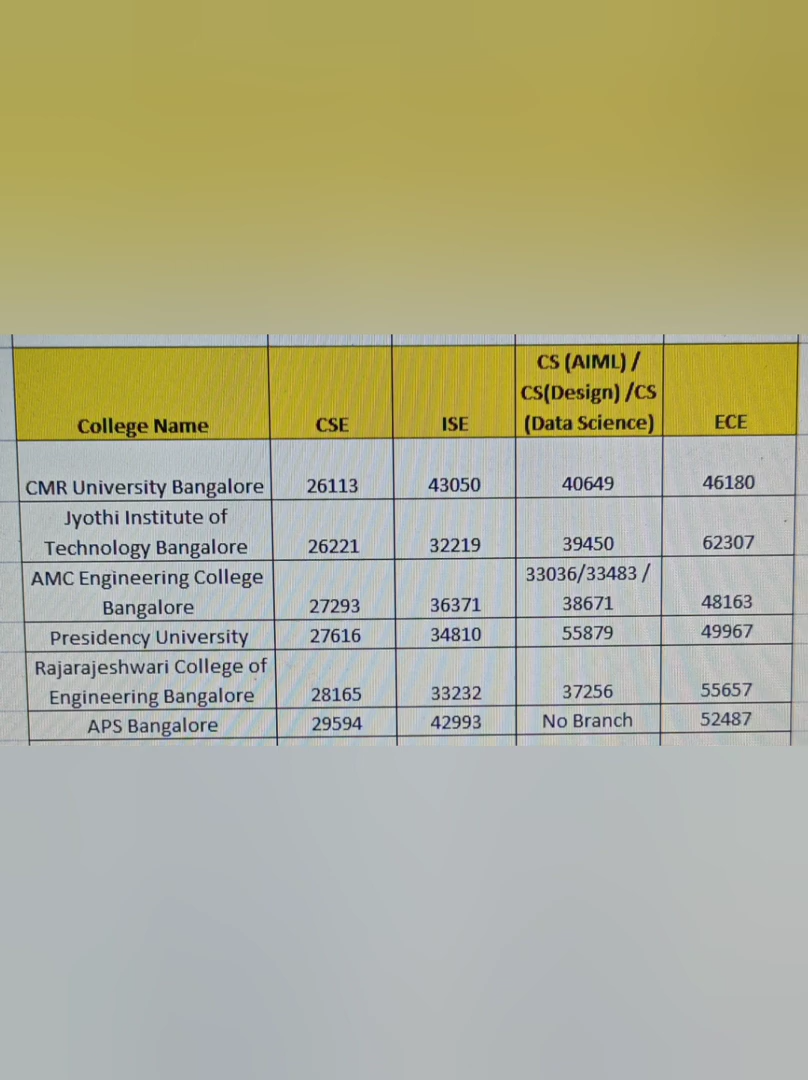 College Name CSE ISE CS (AIML) / CS(Design) /CS (Data Science) ECE
CMR University Bangalore 26113 43050 40649 46180
Jyothi Institute of Technology Bangalore 26221 32219 39450 62307
AMC Engineering College Bangalore 27293 36371 33036/33483 / 38671 48163
Presidency University 27616 34810 55879 49967
Rajarajeshwari College of Engineering Bangalore 28165 33232 37256 55657
APS Bangalore 29594 42993 No Branch 52487